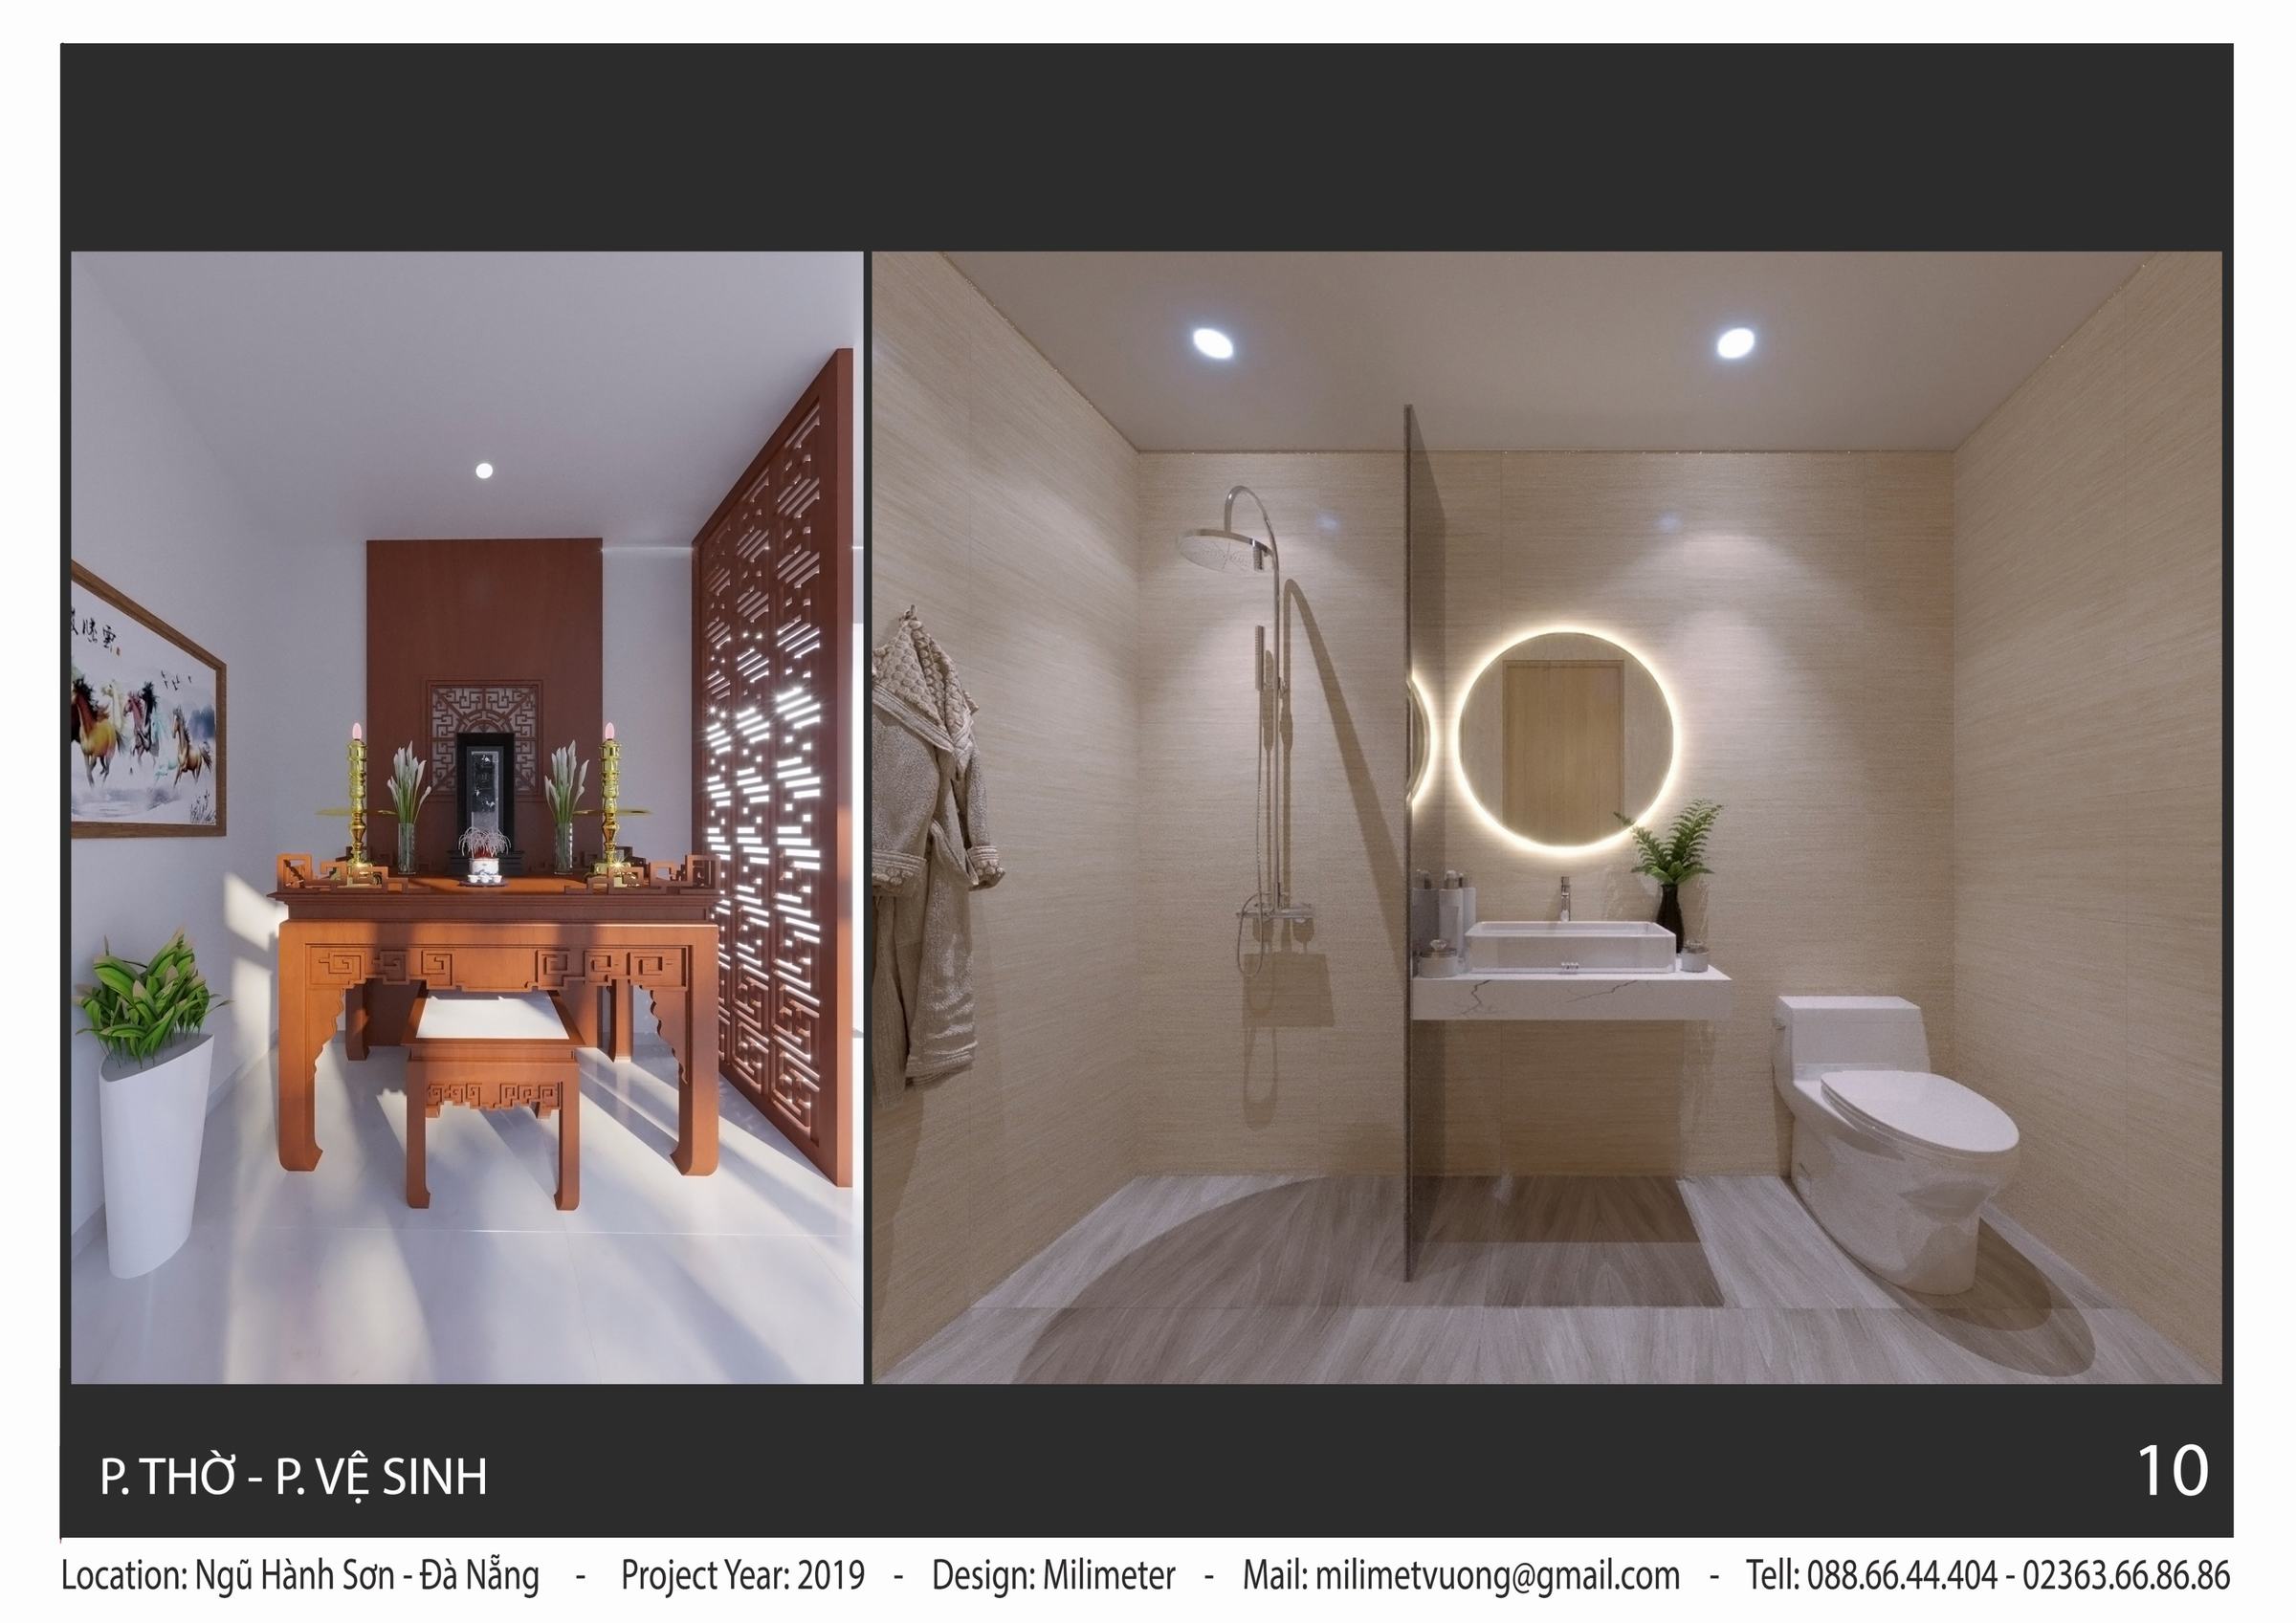 P. THỜ - P. VỆ SINH
10
Location: Ngũ Hành Sơn - Đà Nẵng - Project Year: 2019 - Design: Milimeter - Mail: milimetvuong@gmail.com - Tell: 088.66.44.404 - 02363.66.86.86